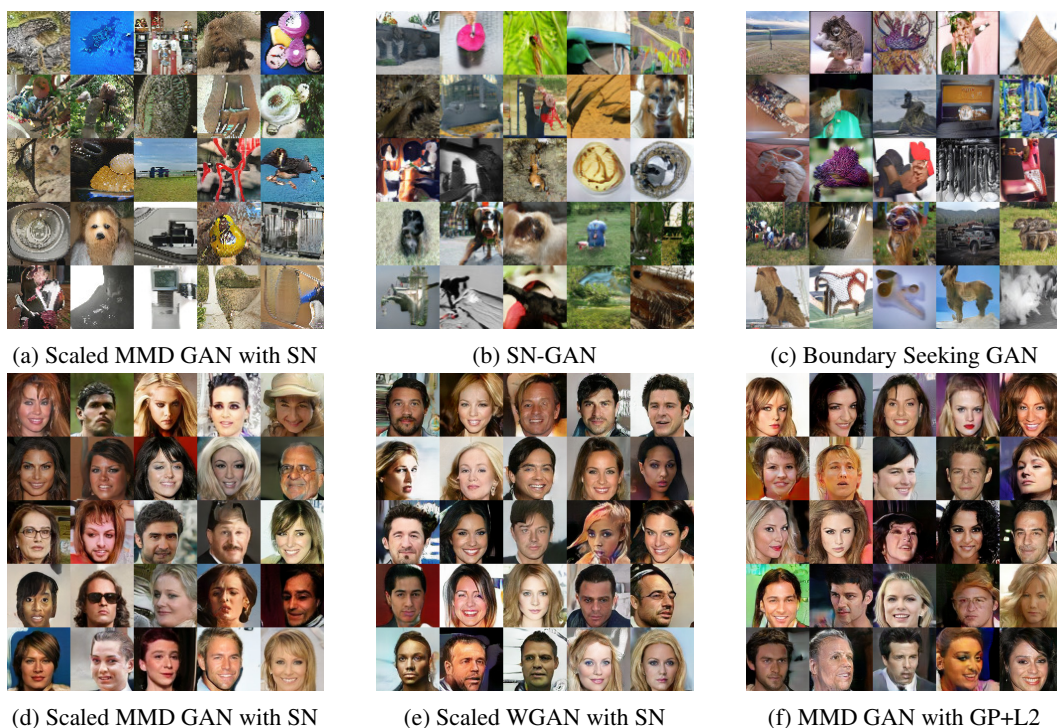 (a) Scaled MMD GAN with SN
(b) SN-GAN
(c) Boundary Seeking GAN
(d) Scaled MMD GAN with SN
(e) Scaled WGAN with SN
(f) MMD GAN with GP+L2